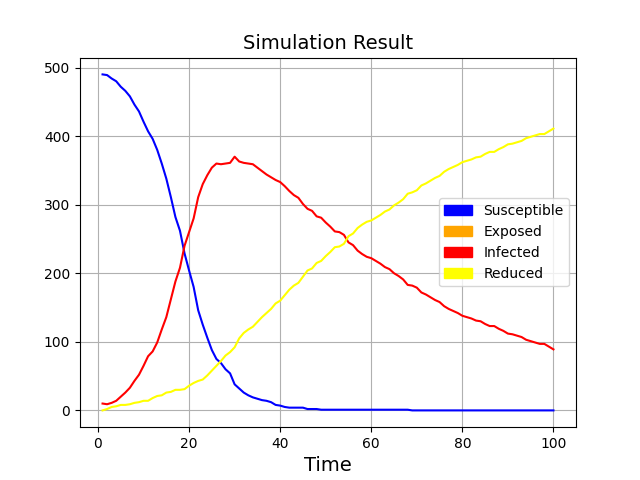 Simulation Result
500
400
300
200
100
0
Susceptible
Exposed
Infected
Reduced
0 20 40 60 80 100
Time